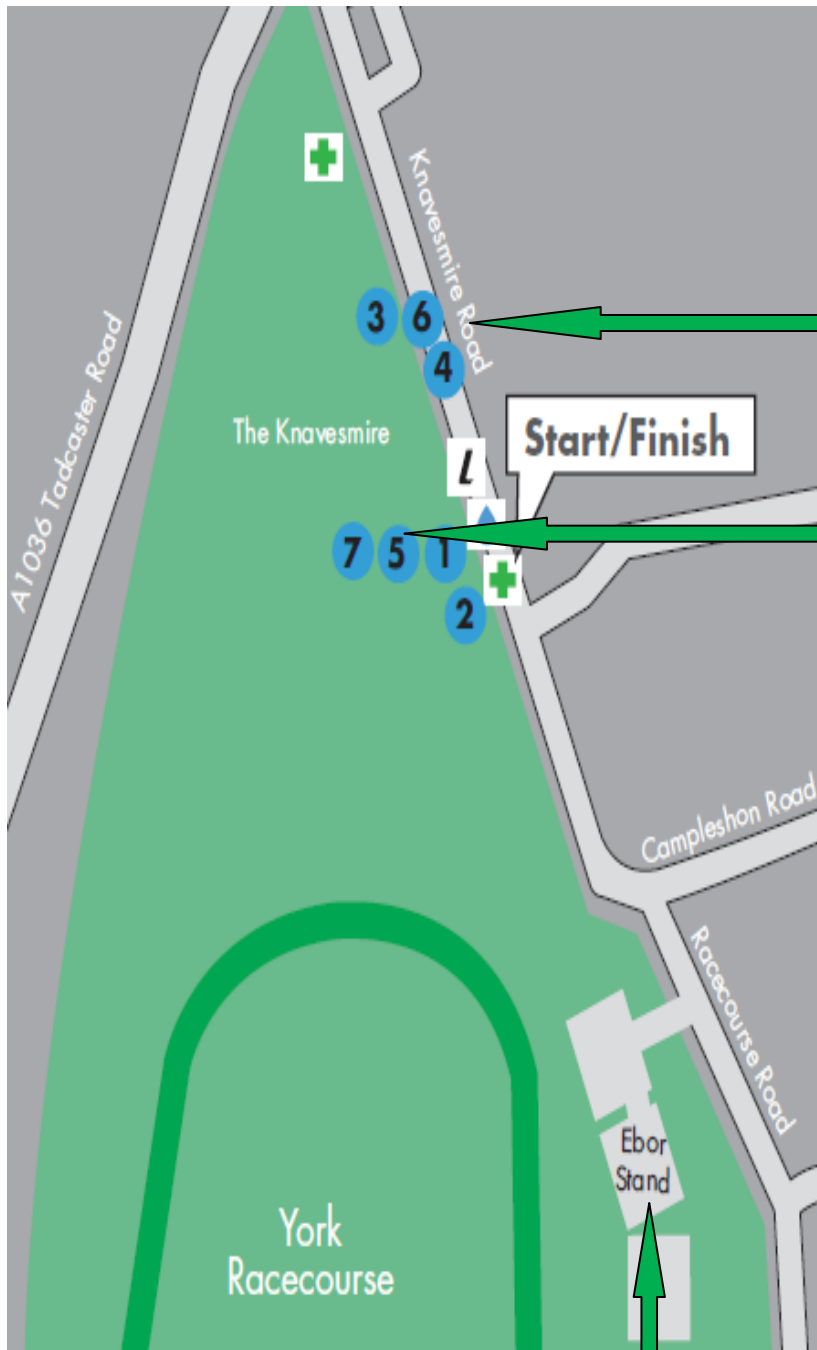 Knavesmire Road
3
6
4
A1036 Tadcaster Road
The Knavesmire
Start/Finish
L
7
5
1
2
Campleshon Road
Racecourse Road
Ebor
Stand
York
Racecourse